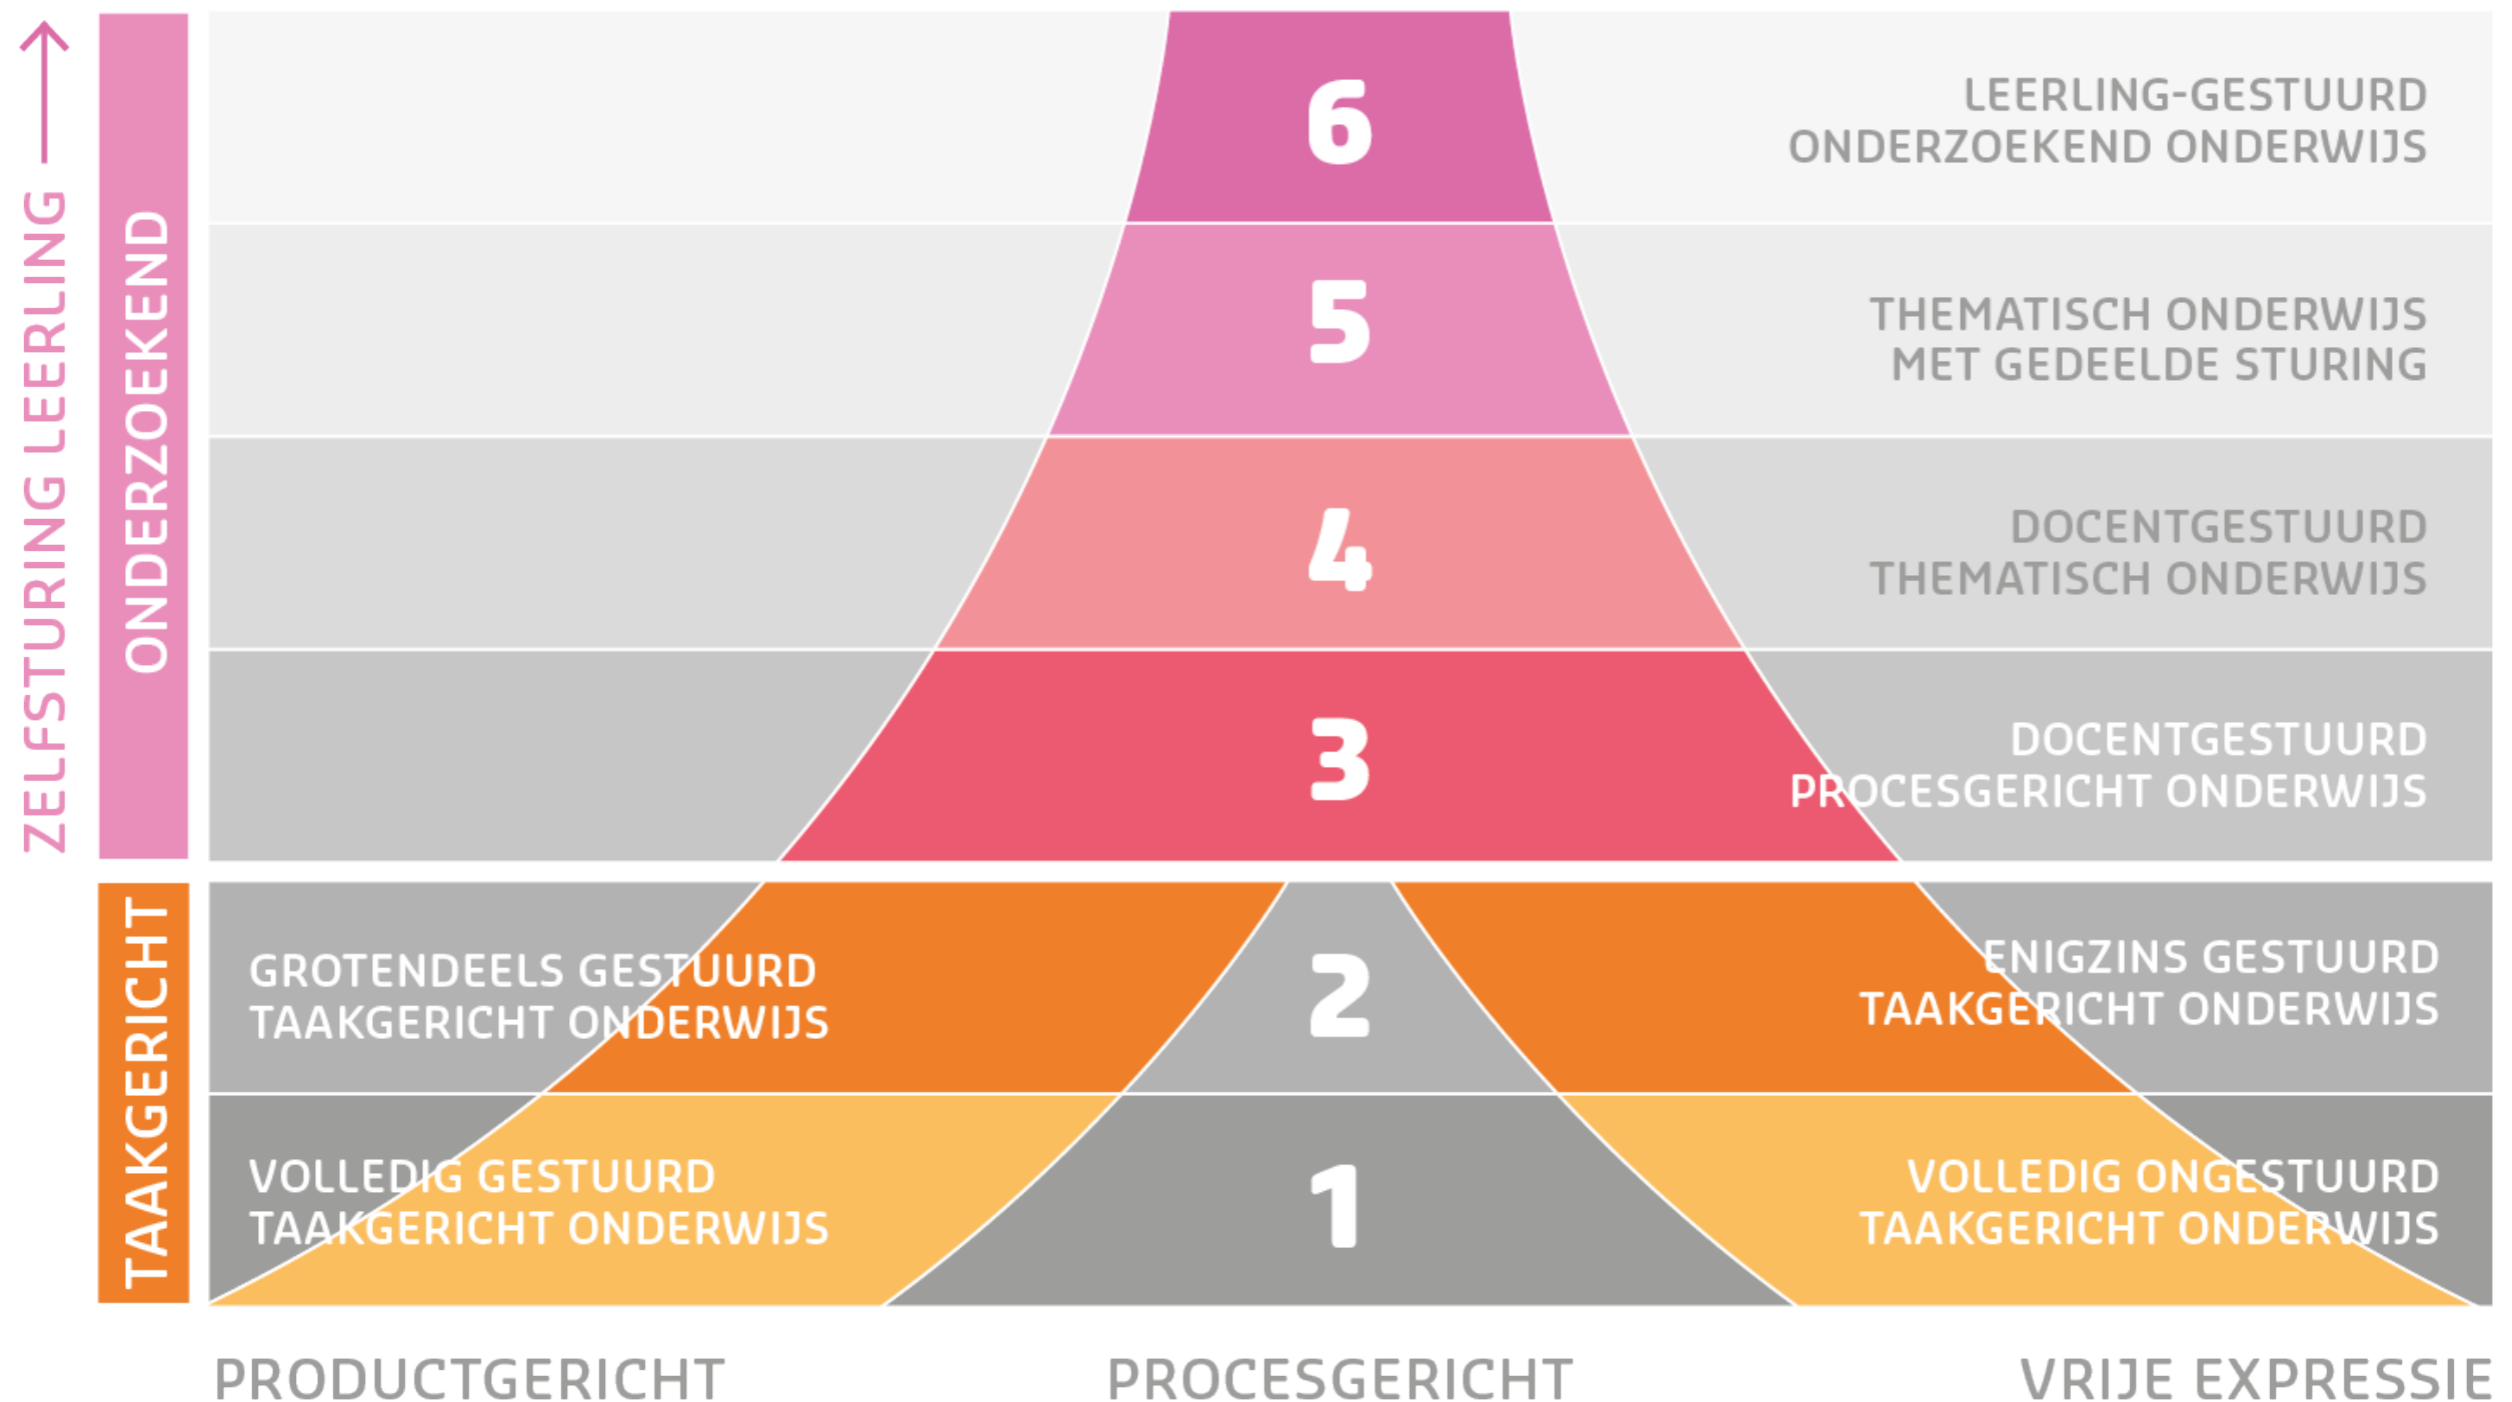 ZELFSTURING LEERLING
ONDERZOEKEND
6
LEERLING-GESTUURD
ONDERZOEKEND ONDERWIJS
5
THEMATISCH ONDERWIJS
MET GEDEELDE STURING
4
DOCENTGESTUURD
THEMATISCH ONDERWIJS
3
DOCENTGESTUURD
PROCESGERICHT ONDERWIJS
TAAKGERICHT
GROTENDEELS GESTUURD
TAAKGERICHT ONDERWIJS
2
ENIGZINS GESTUURD
TAAKGERICHT ONDERWIJS
VOLLEDIG GESTUURD
TAAKGERICHT ONDERWIJS
1
VOLLEDIG ONGESTUURD
TAAKGERICHT ONDERWIJS
PRODUCTGERICHT
PROCESGERICHT
VRIJE EXPRESSIE